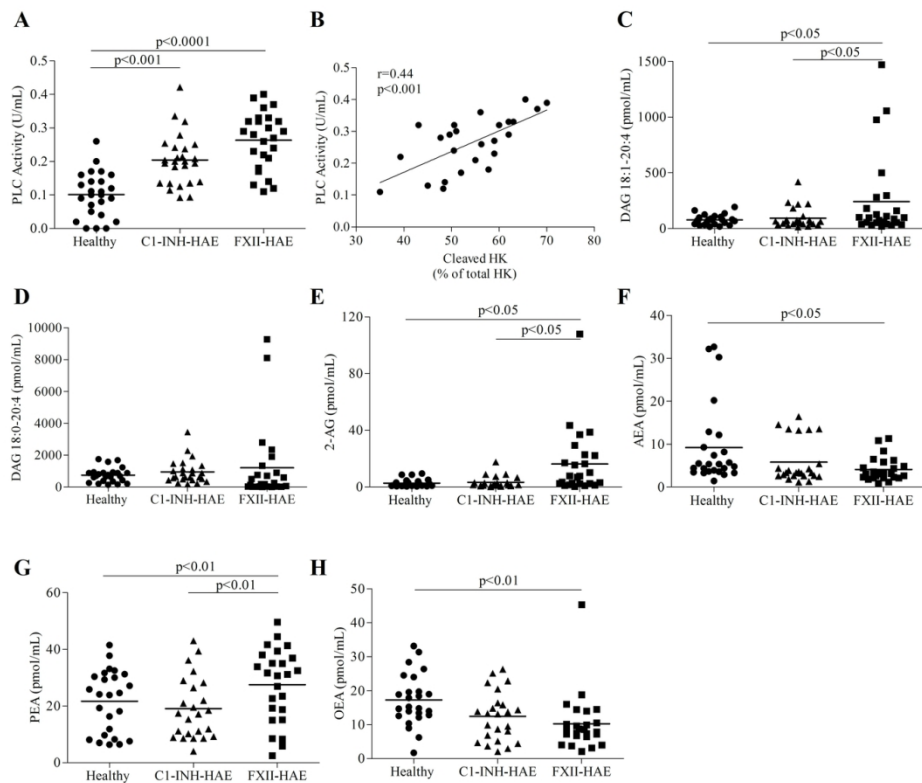 A
p<0.0001
p<0.001
PLC Activity (U/mL)
0.5
0.4
0.3
0.2
0.1
0.0
Healthy C1-INH-HAE FXII-HAE
B
r=0.44
p<0.001
PLC Activity (U/mL)
0.5
0.4
0.3
0.2
0.1
0.0
30 40 50 60 70 80
Cleaved HK
(% of total HK)
C
p<0.05
p<0.05
DAG 18:1-20:4 (pmol/mL)
1500
1000
500
0
Healthy C1-INH-HAE FXII-HAE
D
DAG 18:0-20:4 (pmol/mL)
10000
8000
6000
4000
2000
0
Healthy C1-INH-HAE FXII-HAE
E
p<0.05
p<0.05
2-AG (pmol/mL)
120
80
40
0
Healthy C1-INH-HAE FXII-HAE
F
p<0.05
AEA (pmol/mL)
40
30
20
10
0
Healthy C1-INH-HAE FXII-HAE
G
p<0.01
p<0.01
PEA (pmol/mL)
60
40
20
0
Healthy C1-INH-HAE FXII-HAE
H
p<0.01
OEA (pmol/mL)
50
40
30
20
10
0
Healthy C1-INH-HAE FXII-HAE